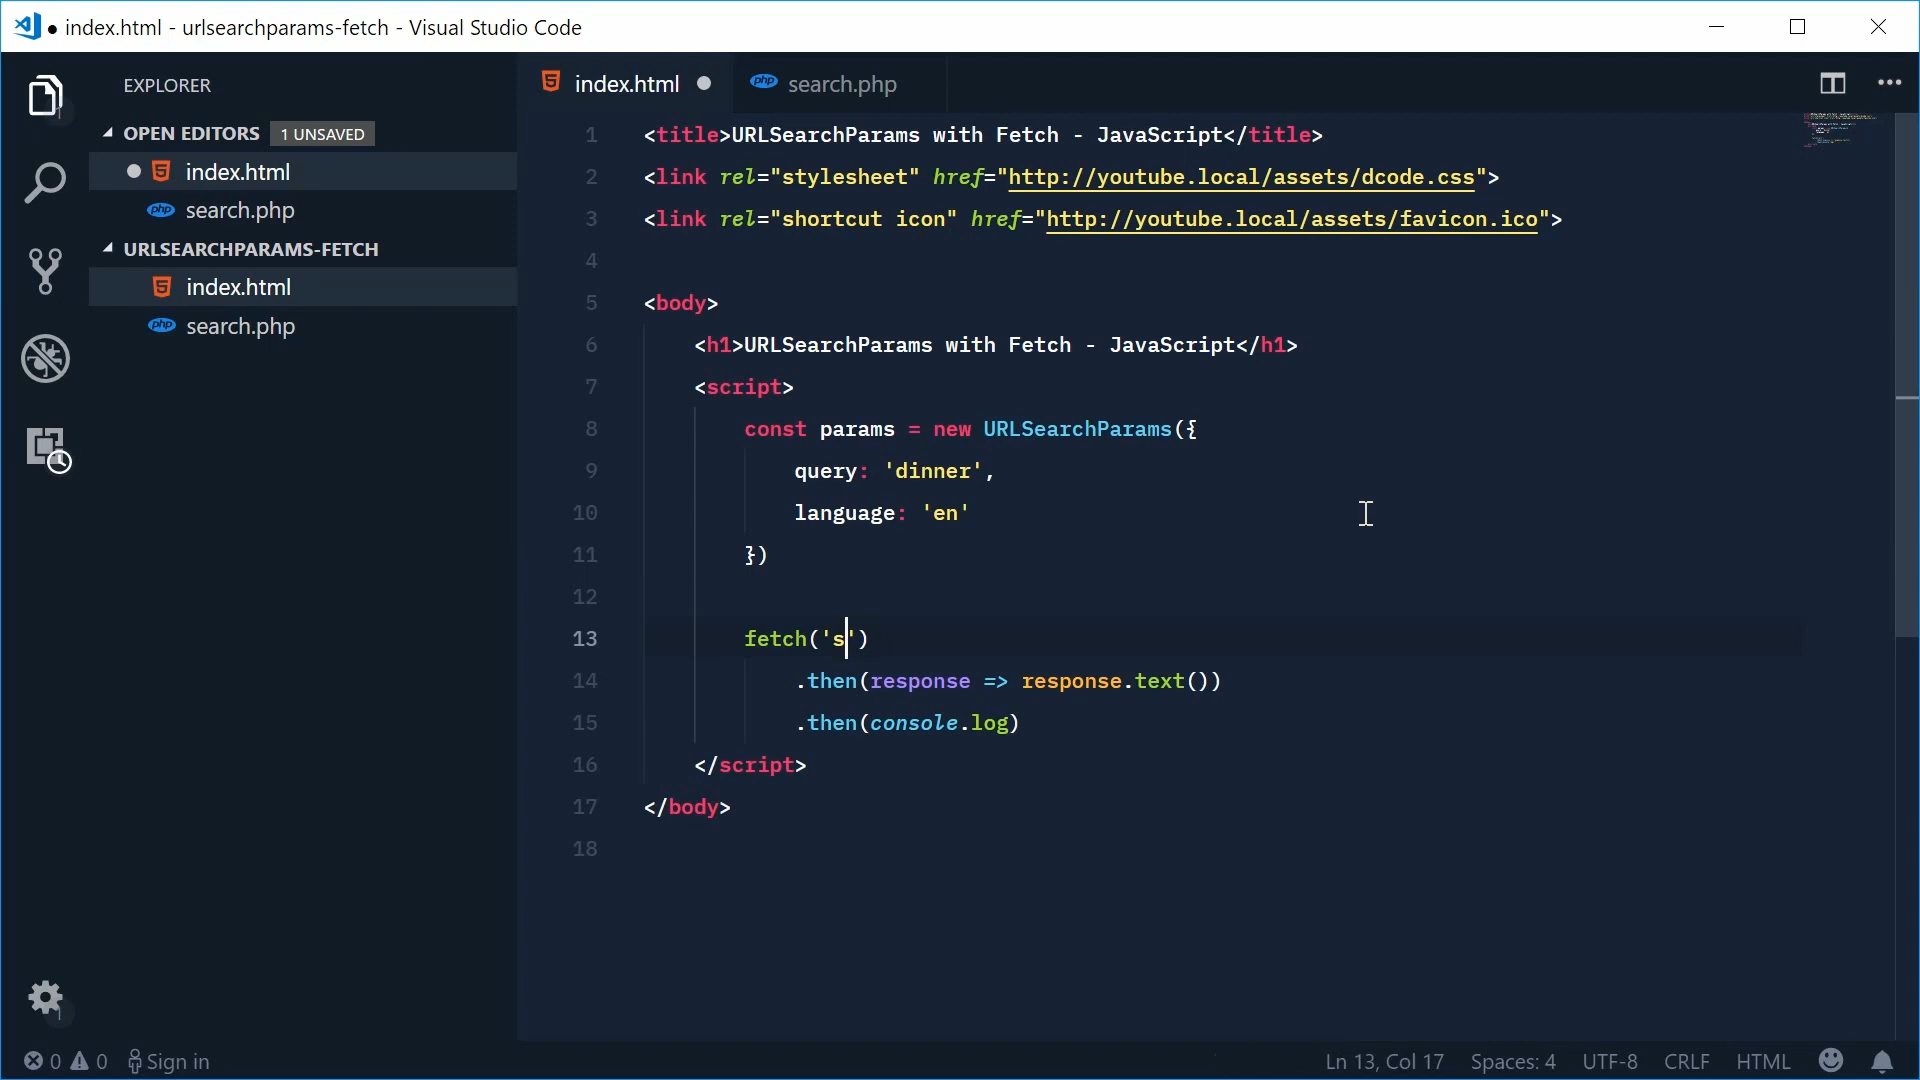 index.html - urlsearchparams-fetch - Visual Studio Code
EXPLORER
OPEN EDITORS 1 UNSAVED
index.html
search.php
URLSEARCHPARAMS-FETCH
index.html
search.php
index.html
search.php
1 <title>URLSearchParams with Fetch - JavaScript</title>
2 <link rel="stylesheet" href="http://youtube.local/assets/dcode.css">
3 <link rel="shortcut icon" href="http://youtube.local/assets/favicon.ico">
4
5 <body>
6 <h1>URLSearchParams with Fetch - JavaScript</h1>
7 <script>
8 const params = new URLSearchParams({
9 query: 'dinner',
10 language: 'en'
11 })
12
13 fetch('s')
14 .then(response => response.text())
15 .then(console.log)
16 </script>
17 </body>
18
0 0 Sign in
Ln 13, Col 17 Spaces: 4 UTF-8 CRLF HTML